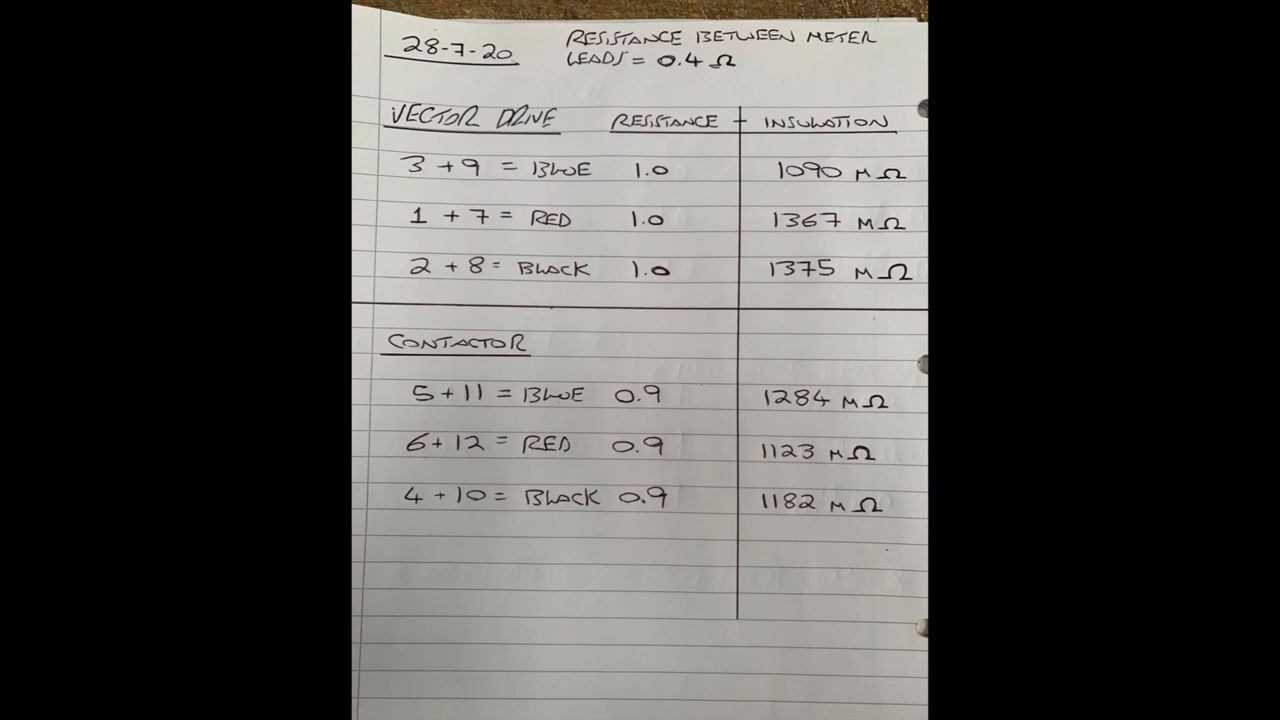 28-7-20 RESISTANCE BETWEEN METER
LEADS = 0.4 Ω
VECTOR DRIVE RESISTANCE + INSULATION
3 + 9 = BLUE 1.0 1090 MΩ
1 + 7 = RED 1.0 1367 MΩ
2 + 8 = BLACK 1.0 1375 MΩ
CONTACTOR
5 + 11 = BLUE 0.9 1284 MΩ
6 + 12 = RED 0.9 1123 MΩ
4 + 10 = BLACK 0.9 1182 MΩ